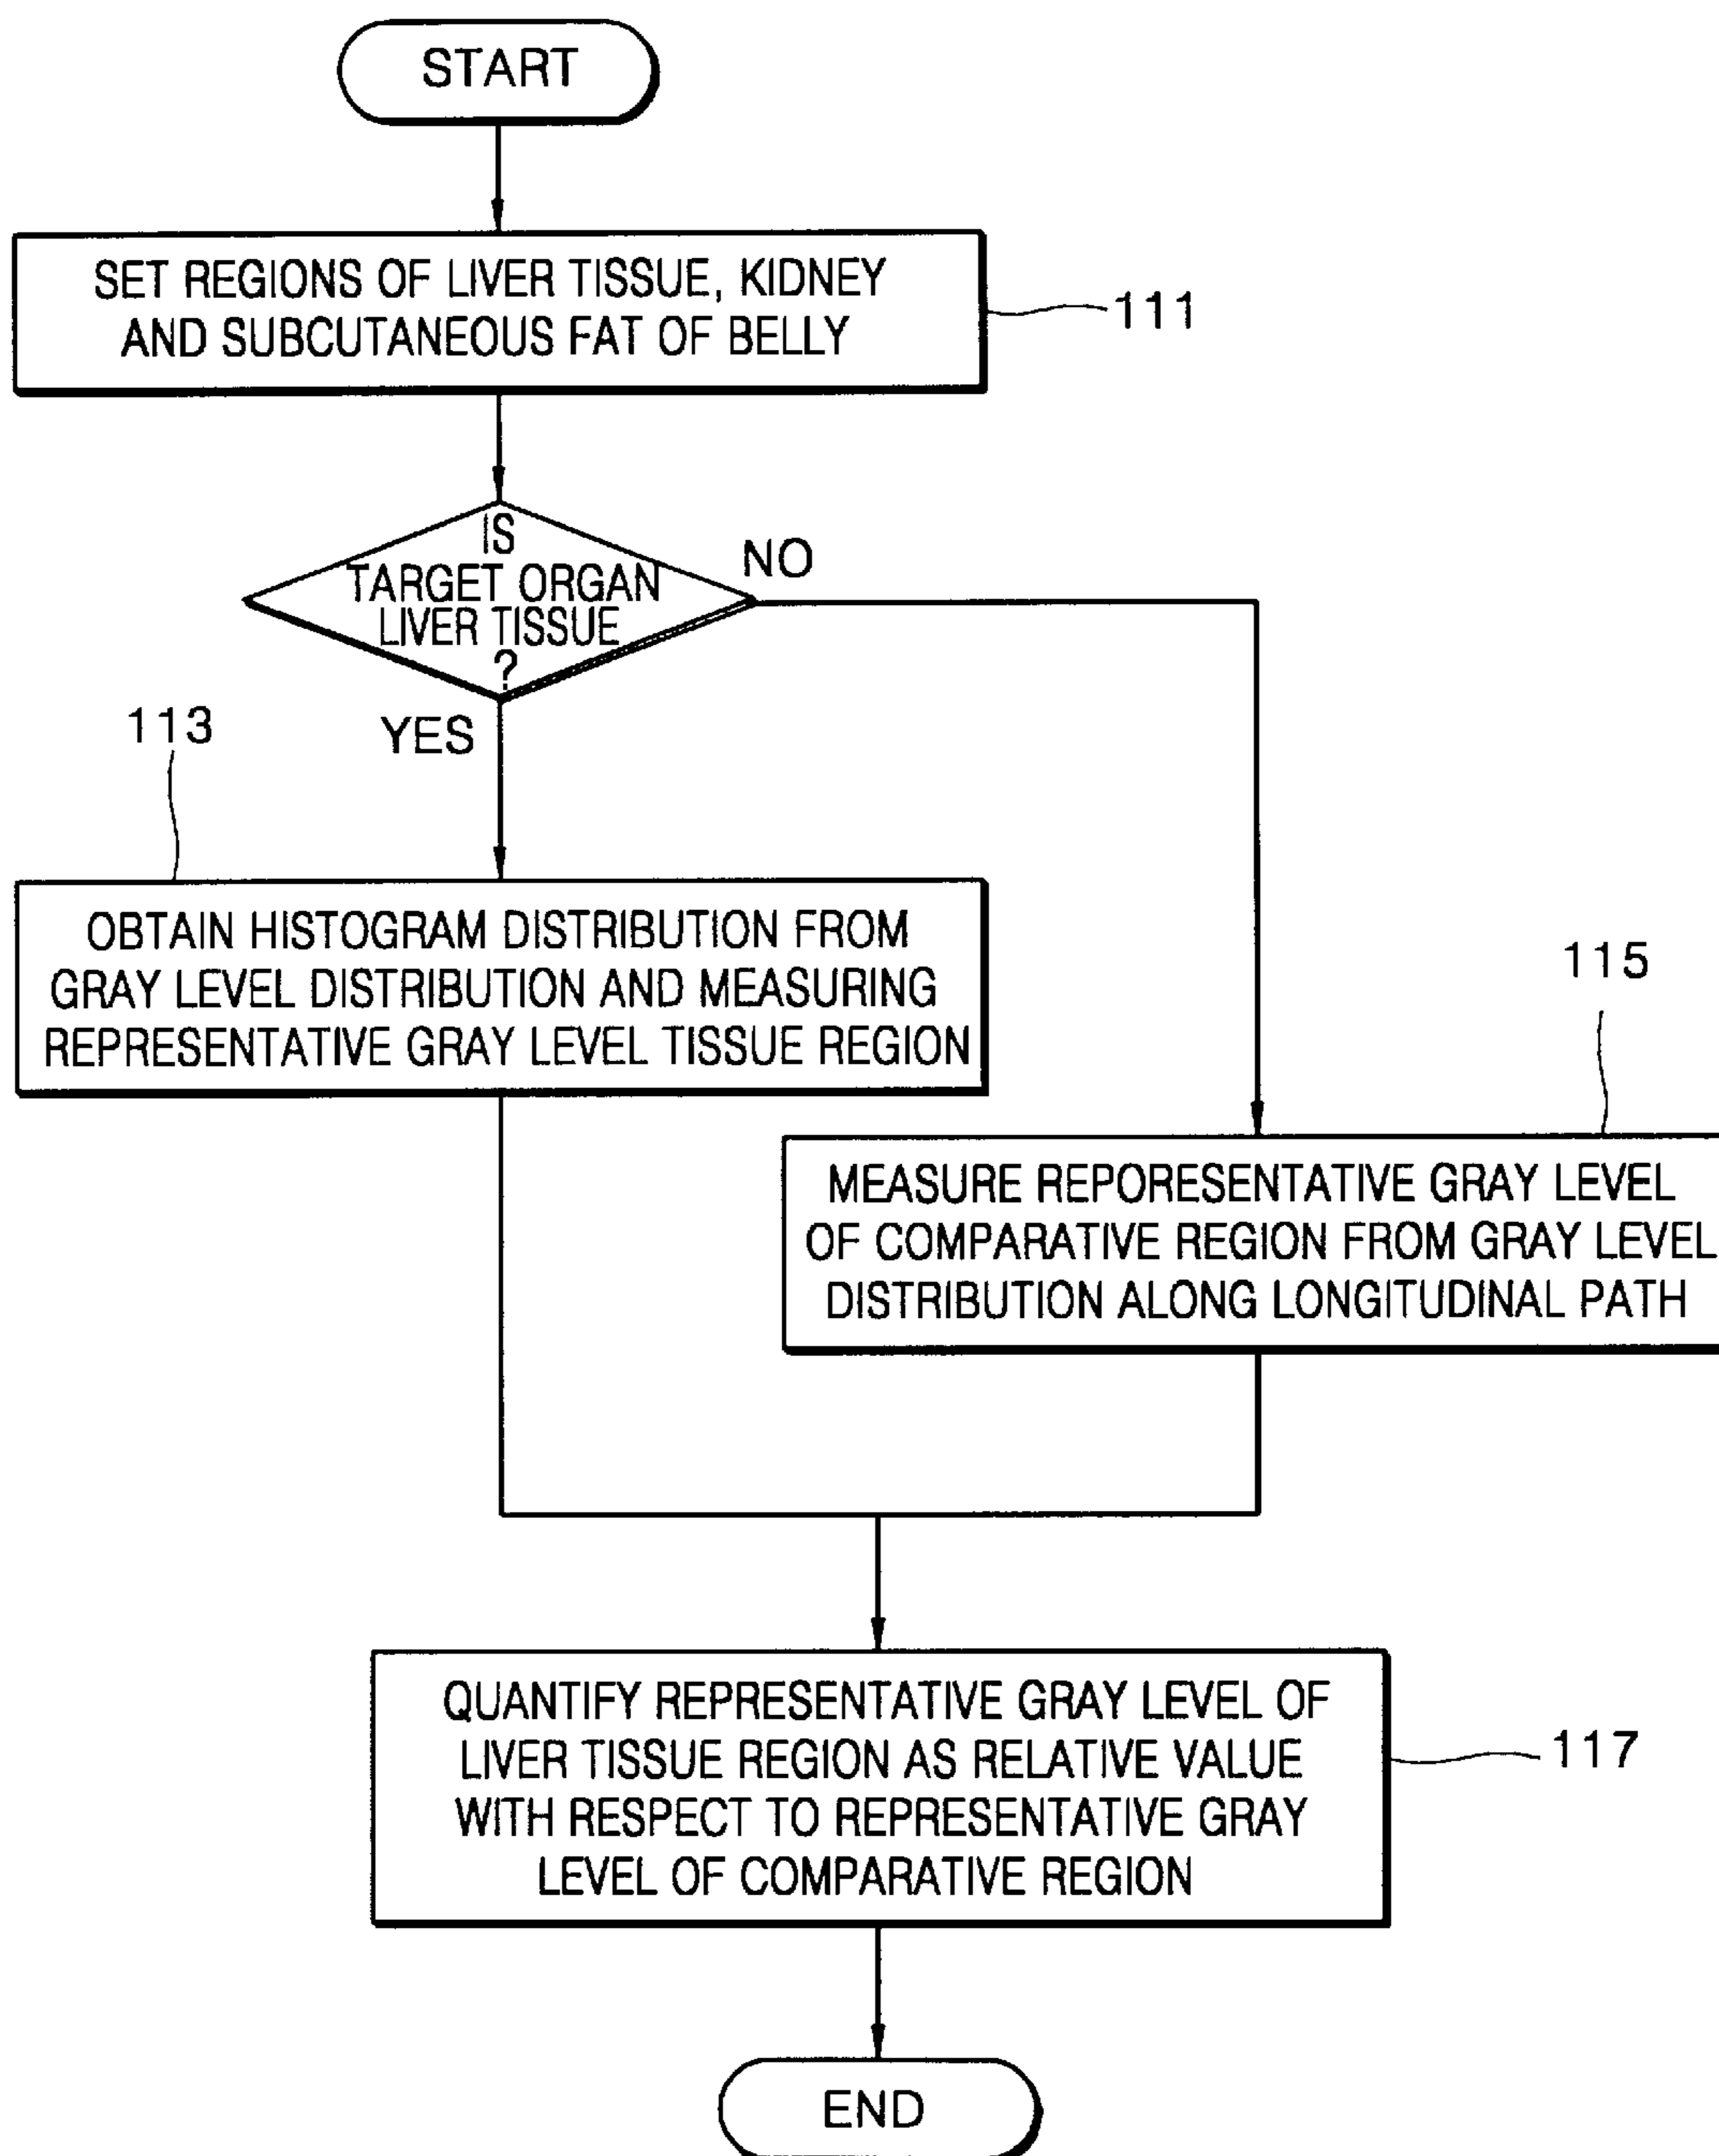 START
SET REGIONS OF LIVER TISSUE, KIDNEY
AND SUBCUTANEOUS FAT OF BELLY
111
IS
TARGET ORGAN
LIVER TISSUE
?
NO
YES
113
OBTAIN HISTOGRAM DISTRIBUTION FROM
GRAY LEVEL DISTRIBUTION AND MEASURING
REPRESENTATIVE GRAY LEVEL TISSUE REGION
115
MEASURE REPORESENTATIVE GRAY LEVEL
OF COMPARATIVE REGION FROM GRAY LEVEL
DISTRIBUTION ALONG LONGITUDINAL PATH
QUANTIFY REPRESENTATIVE GRAY LEVEL OF
LIVER TISSUE REGION AS RELATIVE VALUE
WITH RESPECT TO REPRESENTATIVE GRAY
LEVEL OF COMPARATIVE REGION
117
END